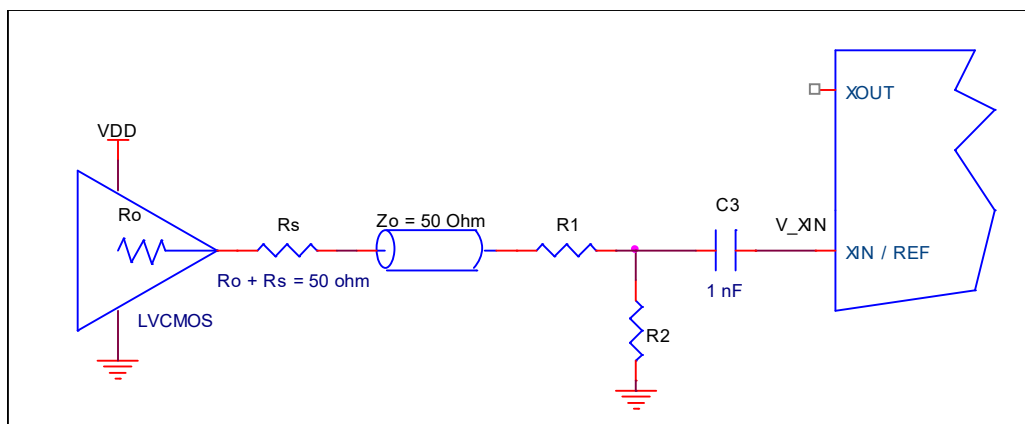 XOUT
VDD
Ro
Rs
Zo = 50 Ohm
R1
C3
V_XIN
XIN / REF
Ro + Rs = 50 ohm
1 nF
LVCMOS
R2